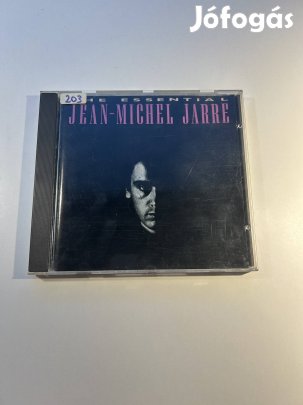 Jófogás
203
THE ESSENTIAL
JEAN-MICHEL JARRE